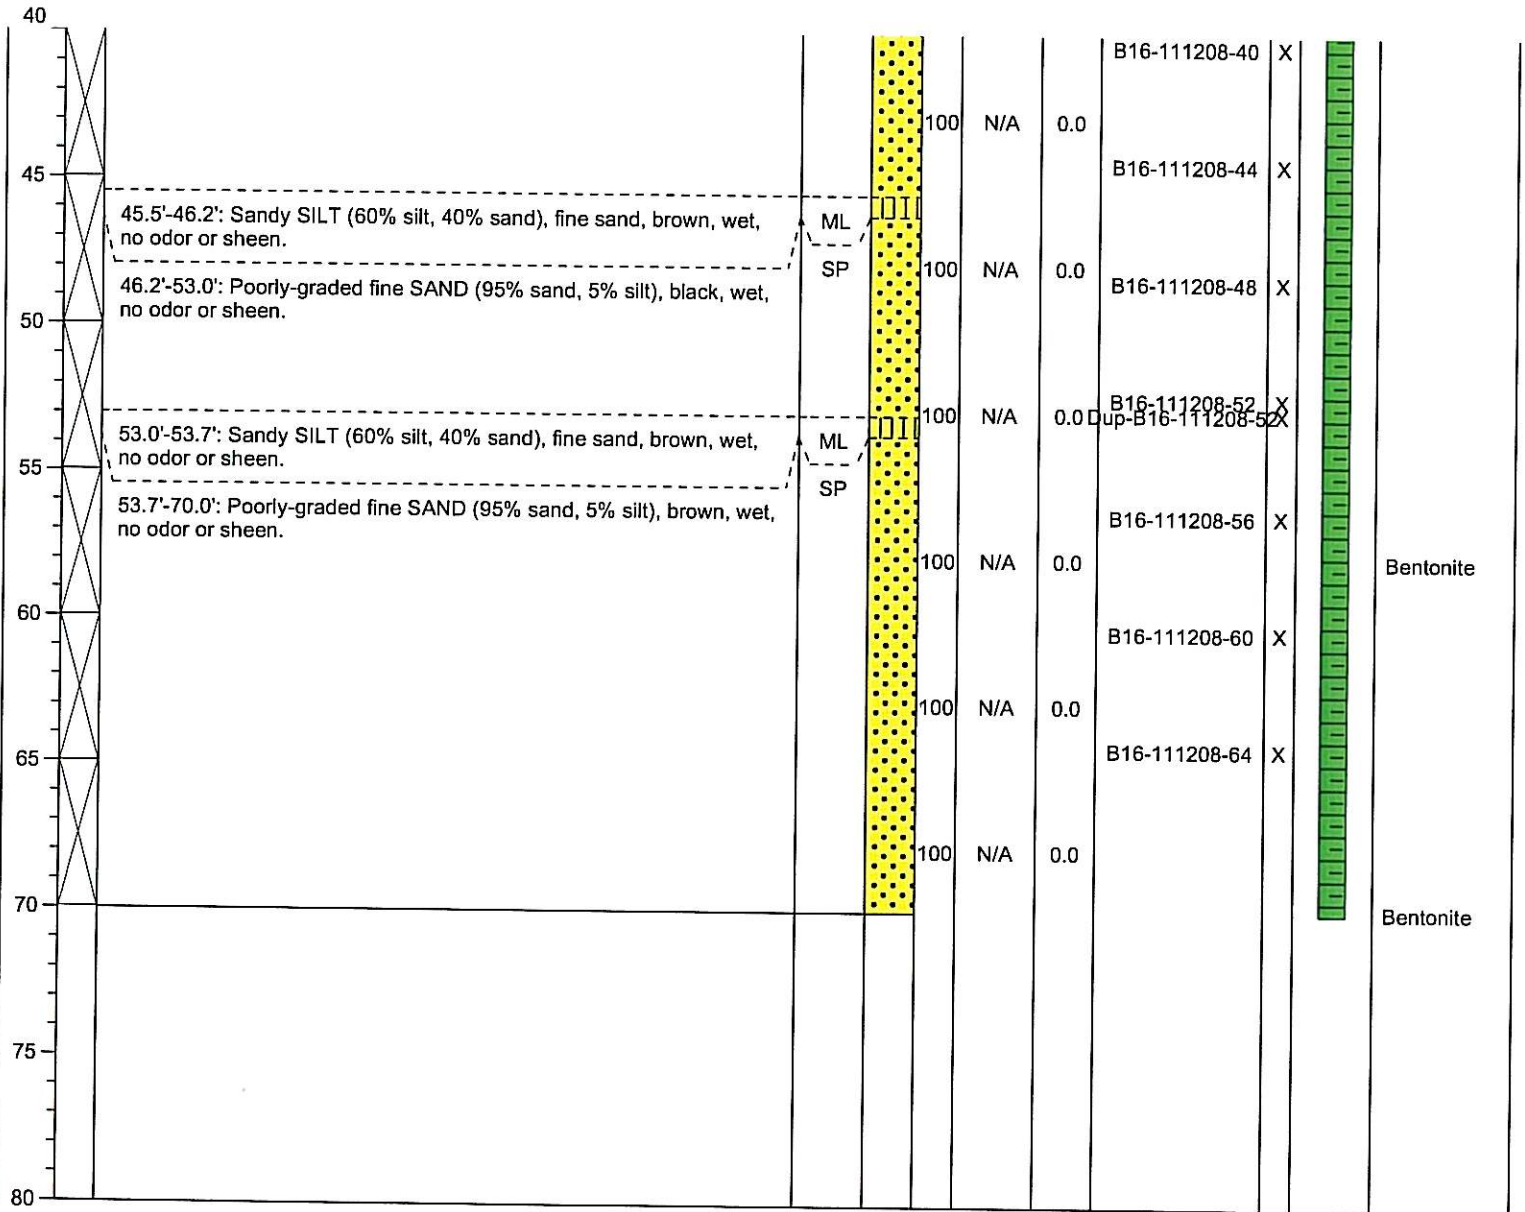 40
B16-111208-40 X
100 N/A 0.0
45
B16-111208-44 X
45.5'-46.2': Sandy SILT (60% silt, 40% sand), fine sand, brown, wet,
no odor or sheen.
ML
SP
100 N/A 0.0
46.2'-53.0': Poorly-graded fine SAND (95% sand, 5% silt), black, wet,
no odor or sheen.
B16-111208-48 X
50
B16-111208-52 X
100 N/A 0.0 Dup-B16-111208-52 X
53.0'-53.7': Sandy SILT (60% silt, 40% sand), fine sand, brown, wet,
no odor or sheen.
ML
55
SP
53.7'-70.0': Poorly-graded fine SAND (95% sand, 5% silt), brown, wet,
no odor or sheen.
B16-111208-56 X
100 N/A 0.0
Bentonite
60
B16-111208-60 X
100 N/A 0.0
65
B16-111208-64 X
100 N/A 0.0
70
Bentonite
75
80